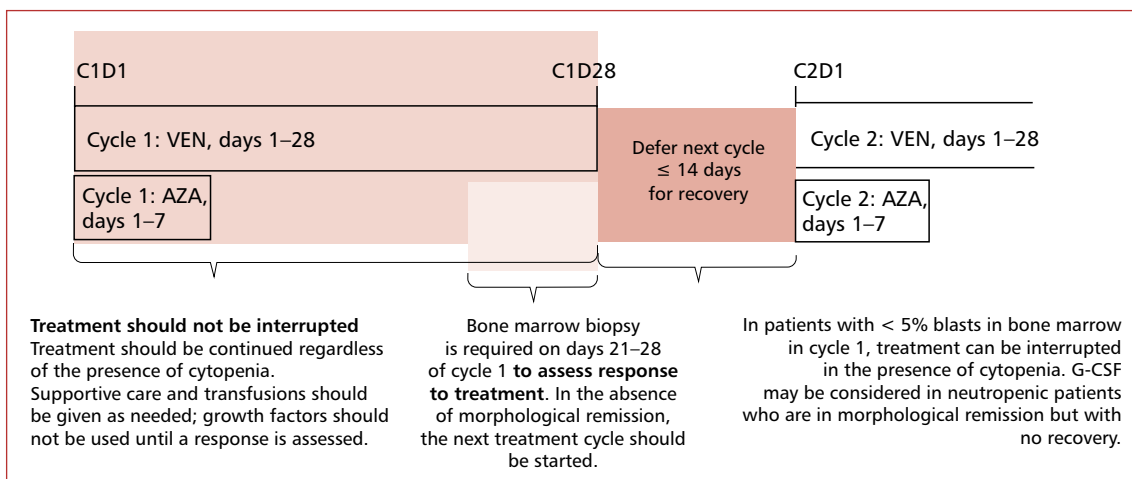 C1D1
C1D28
C2D1
Cycle 1: VEN, days 1–28
Defer next cycle
≤ 14 days
for recovery
Cycle 2: VEN, days 1–28
Cycle 1: AZA,
days 1–7
Cycle 2: AZA,
days 1–7
Treatment should not be interrupted
Treatment should be continued regardless
of the presence of cytopenia.
Supportive care and transfusions should
be given as needed; growth factors should
not be used until a response is assessed.
Bone marrow biopsy
is required on days 21–28
of cycle 1 to assess response
to treatment. In the absence
of morphological remission,
the next treatment cycle should
be started.
In patients with < 5% blasts in bone marrow
in cycle 1, treatment can be interrupted
in the presence of cytopenia. G-CSF
may be considered in neutropenic patients
who are in morphological remission but with
no recovery.